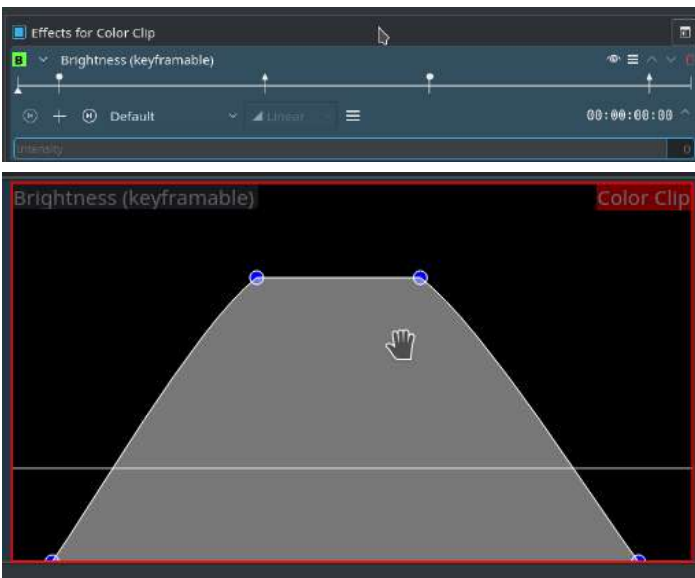 Effects for Color Clip
B Brightness (keyframable)
Default Linear 00:00:00:00
Intensity 0
Brightness (keyframable) Color Clip